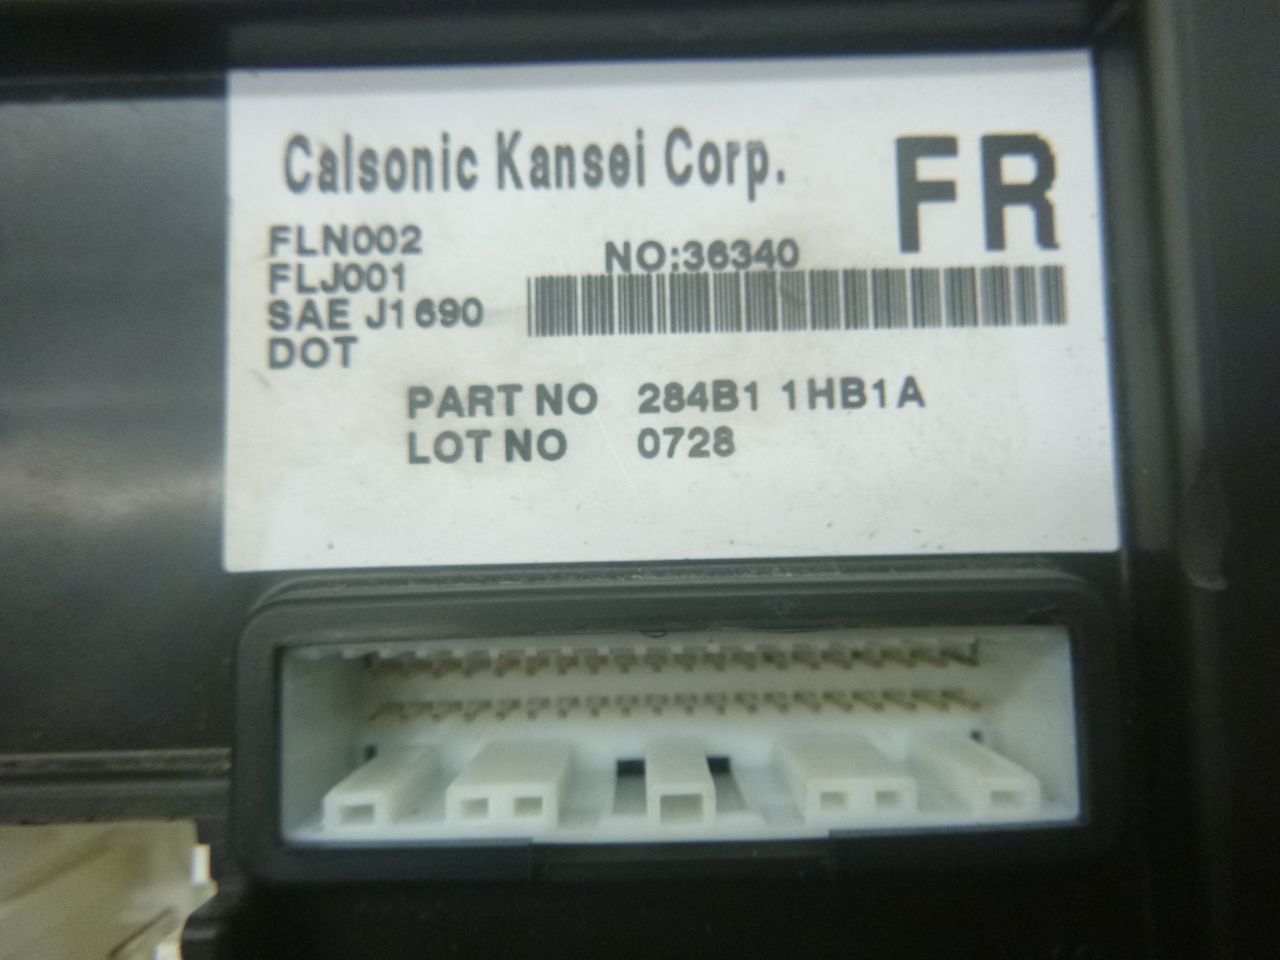 Calsonic Kansei Corp.
FR
FLN002
FLJ001
SAE J1690
DOT
NO:36340
PART NO 284B1 1HB1A
LOT NO 0728